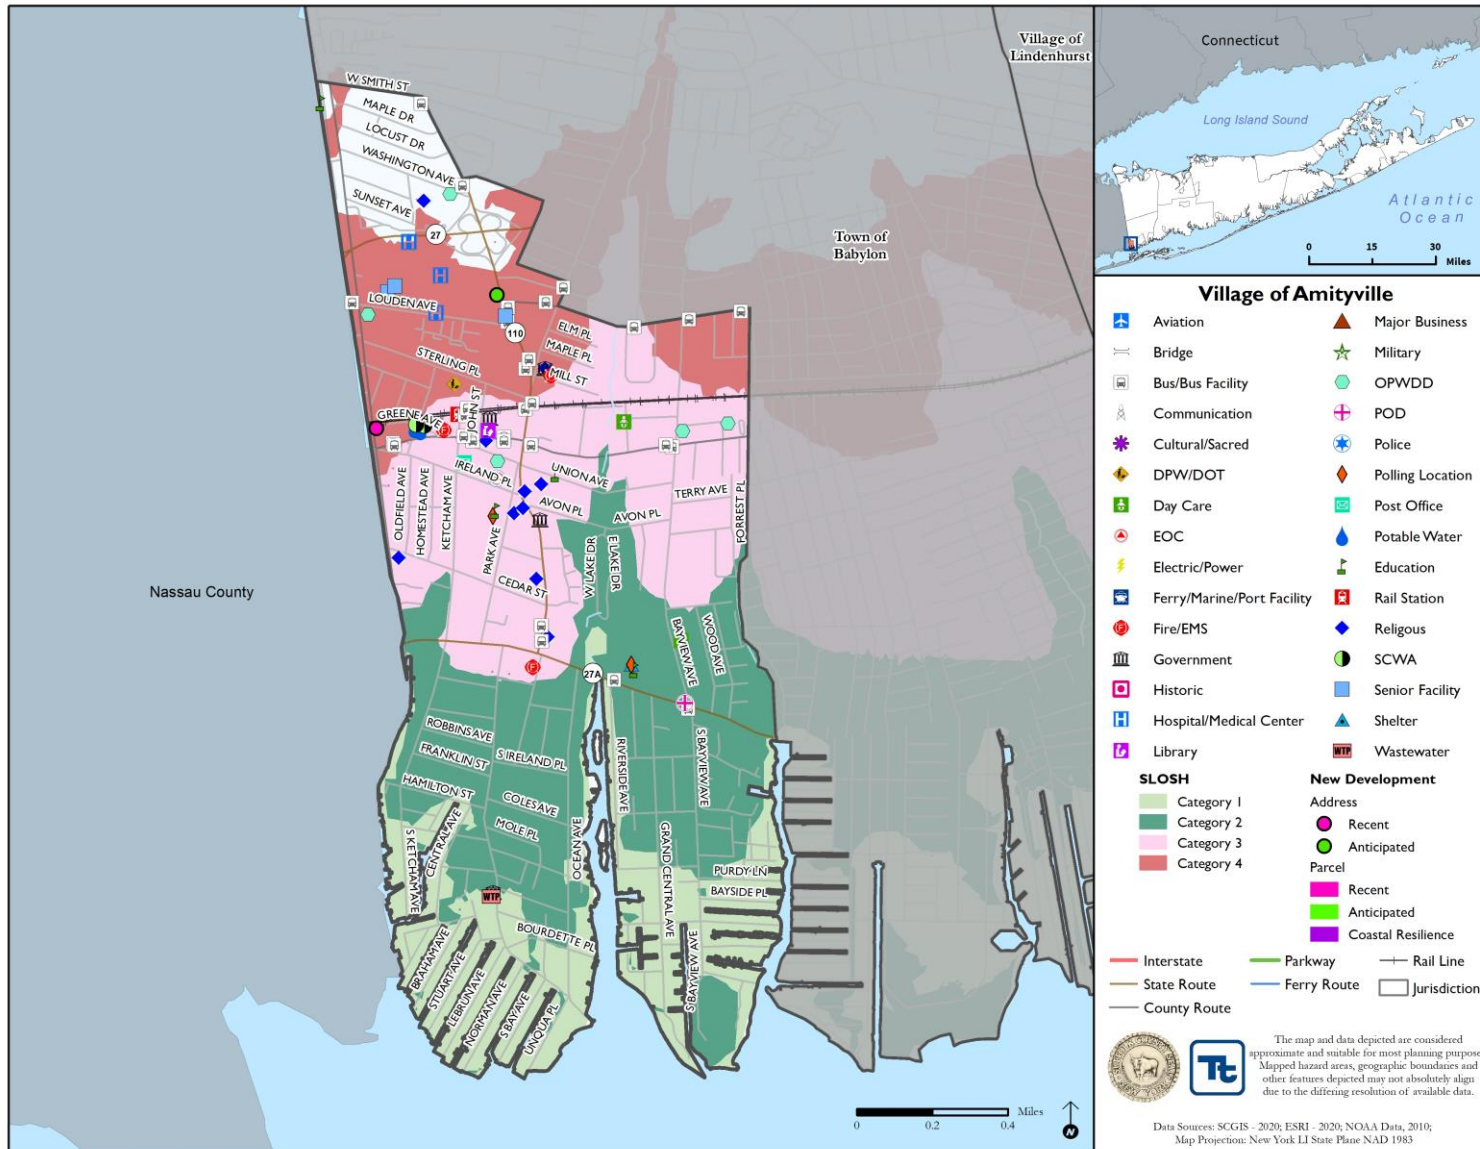 Village of
Lindenhurst
Town of
Babylon
Nassau County
W SMITH ST
MAPLE DR
LOCUST DR
WASHINGTON AVE
SUNSET AVE
27
LOUDEN AVE
110
ELM PL
MAPLE PL
MILL ST
STERLING PL
JOHN ST
GREENE AVE
IRELAND PL
UNION AVE
OLDFIELD AVE
HOMESTEAD AVE
KETCHAM AVE
PARK AVE
AVON PL
AVON PL
TERRY AVE
FORREST PL
W LAKE DR
E LAKE DR
CEDAR ST
BAYVIEW AVE
WOOD AVE
27A
ROBBINS AVE
FRANKLIN ST
S IRELAND PL
HAMILTON ST
COLES AVE
MOLE PL
S KETCHAM AVE
CENTRAL AVE
OCEAN AVE
RIVERSIDE AVE
S BAYVIEW AVE
GRAND CENTRAL AVE
PURDY LN
BAYSIDE PL
WTP
BOURDETTE PL
BRAHAM AVE
STUART AVE
LEBRUN AVE
NORMAN AVE
S BAY AVE
UNQUA PL
S BAYVIEW AVE
0 0.2 0.4
Miles
N
Connecticut
Long Island Sound
Atlantic
Ocean
0 15 30
Miles
Village of Amityville
Aviation
Bridge
Bus/Bus Facility
Communication
Cultural/Sacred
DPW/DOT
Day Care
EOC
Electric/Power
Ferry/Marine/Port Facility
Fire/EMS
Government
Historic
Hospital/Medical Center
Library
Major Business
Military
OPWDD
POD
Police
Polling Location
Post Office
Potable Water
Education
Rail Station
Religous
SCWA
Senior Facility
Shelter
WTP Wastewater
SLOSH
Category 1
Category 2
Category 3
Category 4
New Development
Address
Recent
Anticipated
Parcel
Recent
Anticipated
Coastal Resilience
Interstate
State Route
County Route
Parkway
Ferry Route
Rail Line
Jurisdiction
Tt
The map and data depicted are considered
approximate and suitable for most planning purpose
Mapped hazard areas, geographic boundaries and
other features depicted may not absolutely align
due to the differing resolution of available data.
Data Sources: SCGIS - 2020; ESRI - 2020; NOAA Data, 2010;
Map Projection: New York LI State Plane NAD 1983